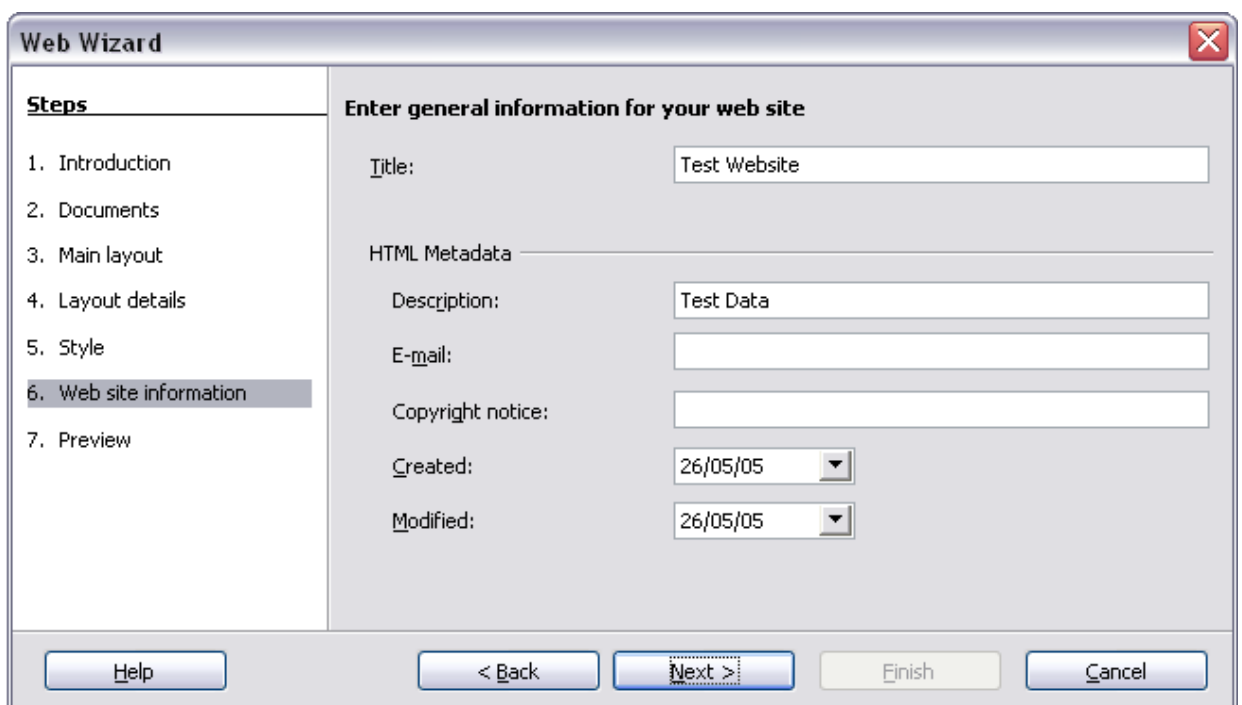 Web Wizard
Steps
1. Introduction
2. Documents
3. Main layout
4. Layout details
5. Style
6. Web site information
7. Preview
Enter general information for your web site
Title: Test Website
HTML Metadata
Description: Test Data
E-mail:
Copyright notice:
Created: 26/05/05
Modified: 26/05/05
Help < Back Next > Finish Cancel